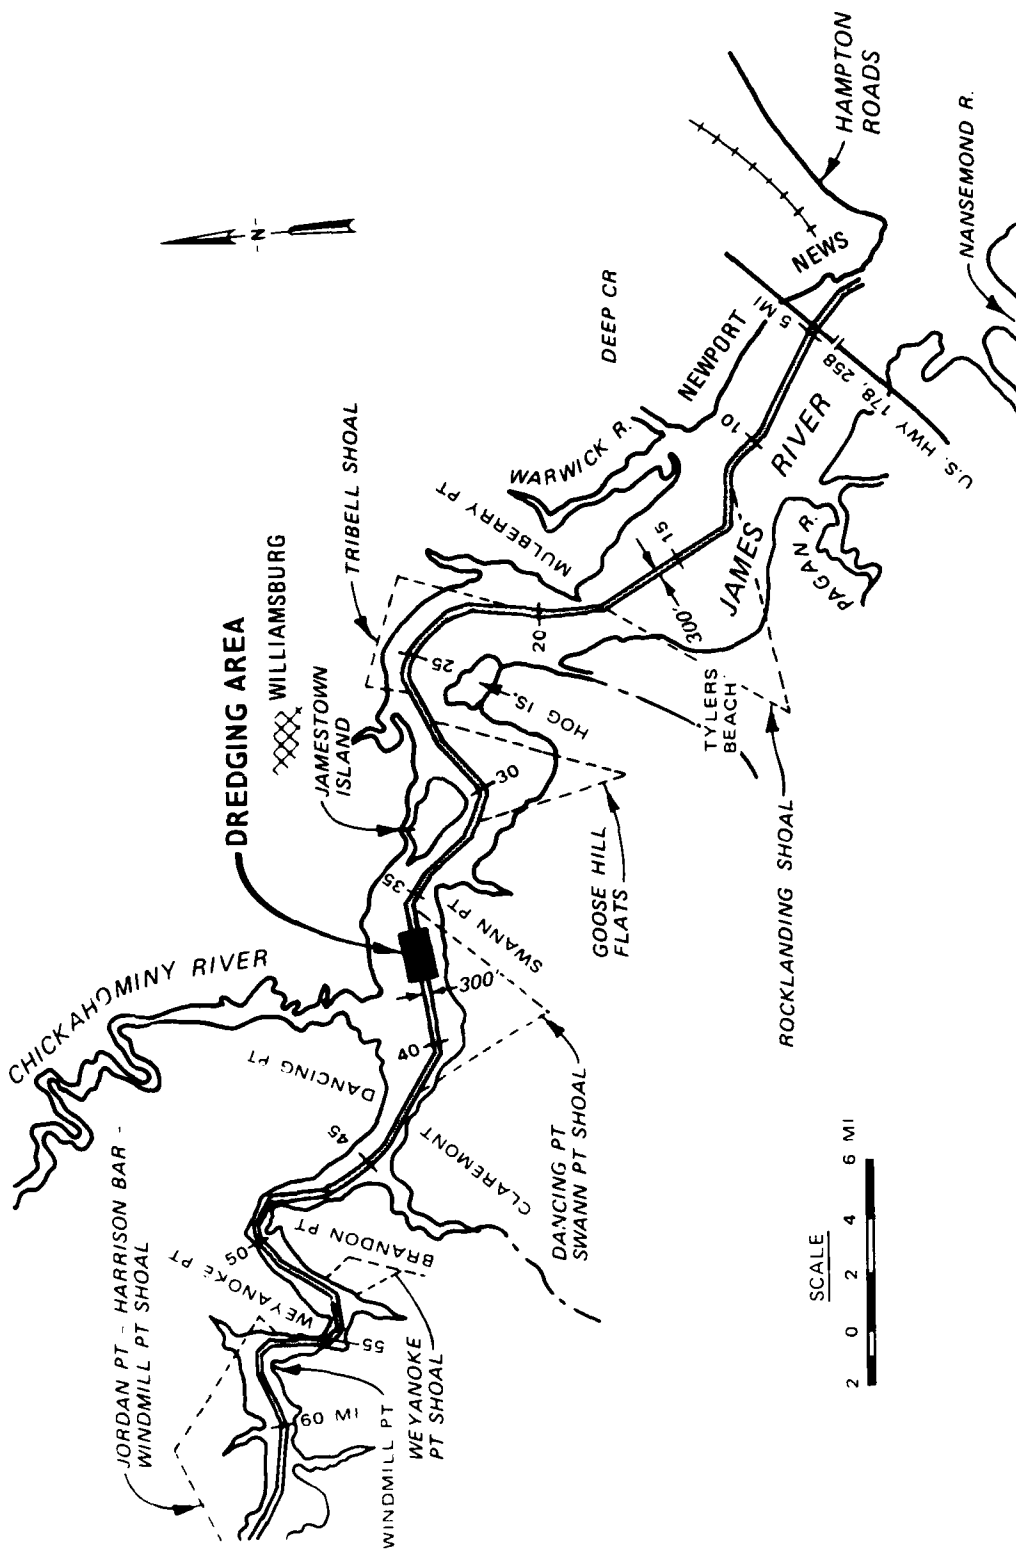 JORDAN PT - HARRISON BAR -
WINDMILL PT SHOAL
CHICKAHOMINY RIVER
DREDGING AREA
WILLIAMSBURG
JAMESTOWN
ISLAND
TRIBELL SHOAL
N
DEEP CR
NEWPORT
NEWS
HAMPTON
ROADS
NANSEMOND R.
U.S. HWY 178, 258
5 MI
10
15
20
25
30
35
40
45
50
55
60 MI
WARWICK R.
MULBERRY PT
JAMES
RIVER
PAGAN R.
300'
300'
HOG IS.
TYLERS
BEACH
ROCKLANDING SHOAL
GOOSE HILL
FLATS
SWANN PT
DANCING PT
DANCING PT
SWANN PT SHOAL
CLAREMONT
BRANDON PT
WEYANOKE PT
WEYANOKE
PT SHOAL
WINDMILL PT
SCALE
2 0 2 4 6 MI